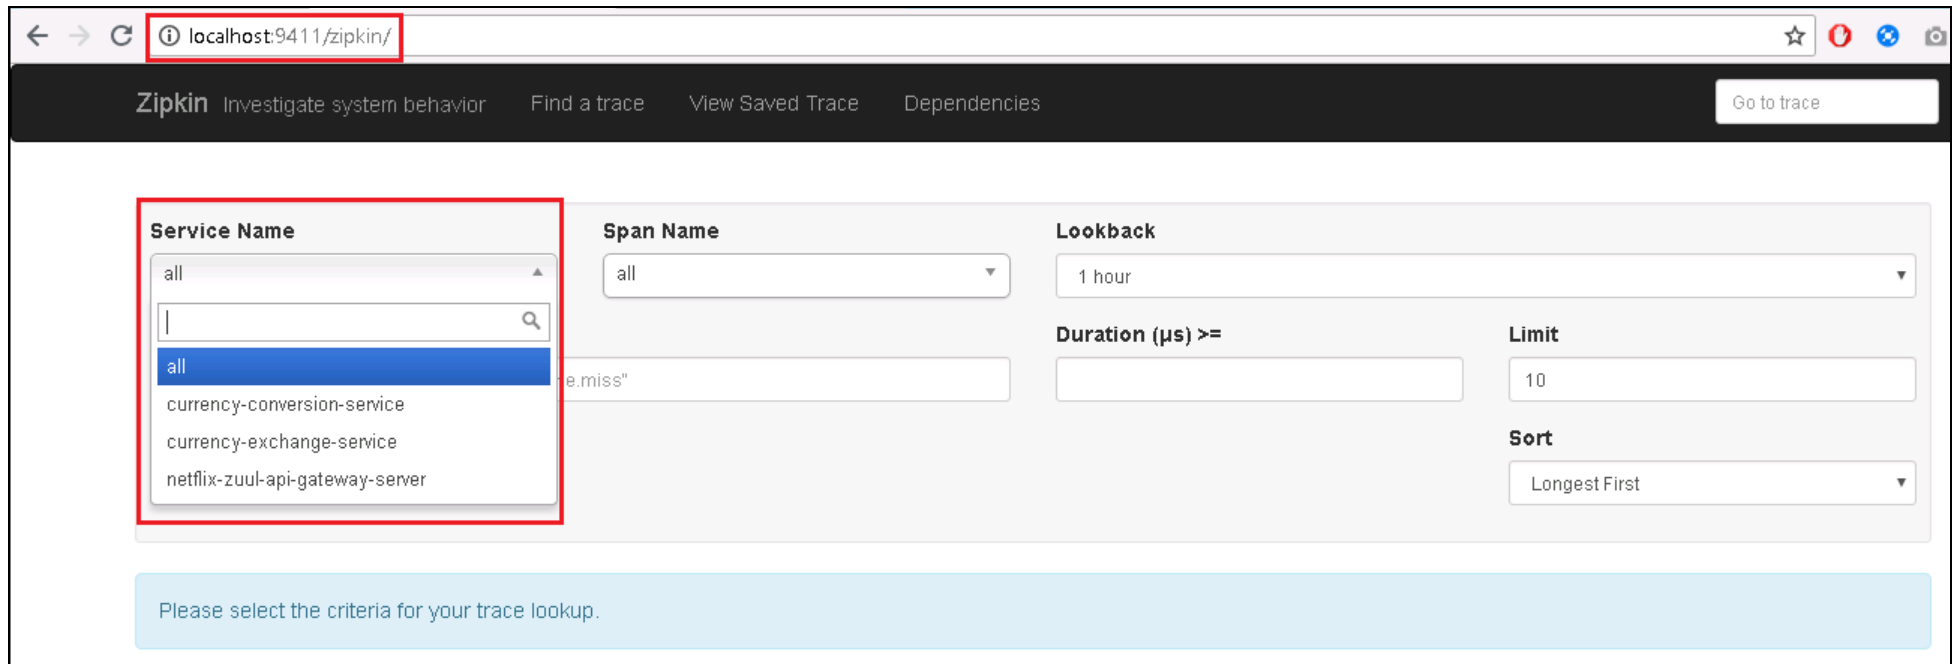 localhost:9411/zipkin/
Zipkin Investigate system behavior Find a trace View Saved Trace Dependencies Go to trace
Service Name Span Name Lookback
all all 1 hour
Duration (µs) >= Limit
all e.miss" 10
currency-conversion-service
currency-exchange-service Sort
netflix-zuul-api-gateway-server Longest First
Please select the criteria for your trace lookup.